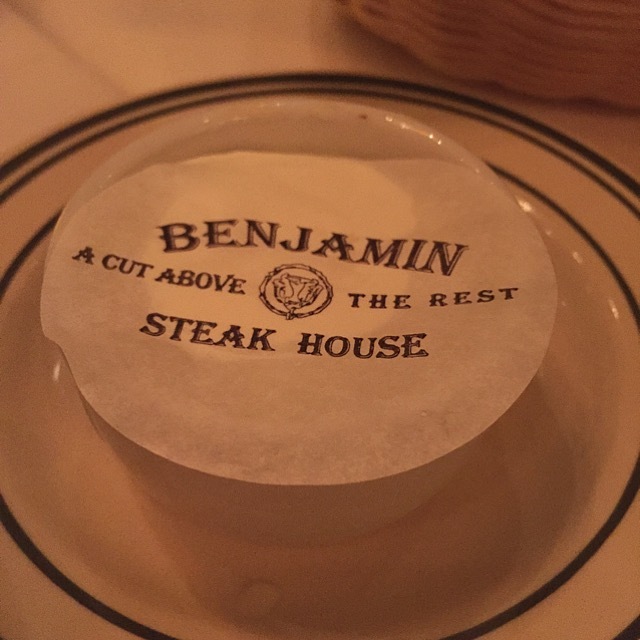 BENJAMIN
A CUT ABOVE THE REST
STEAK HOUSE